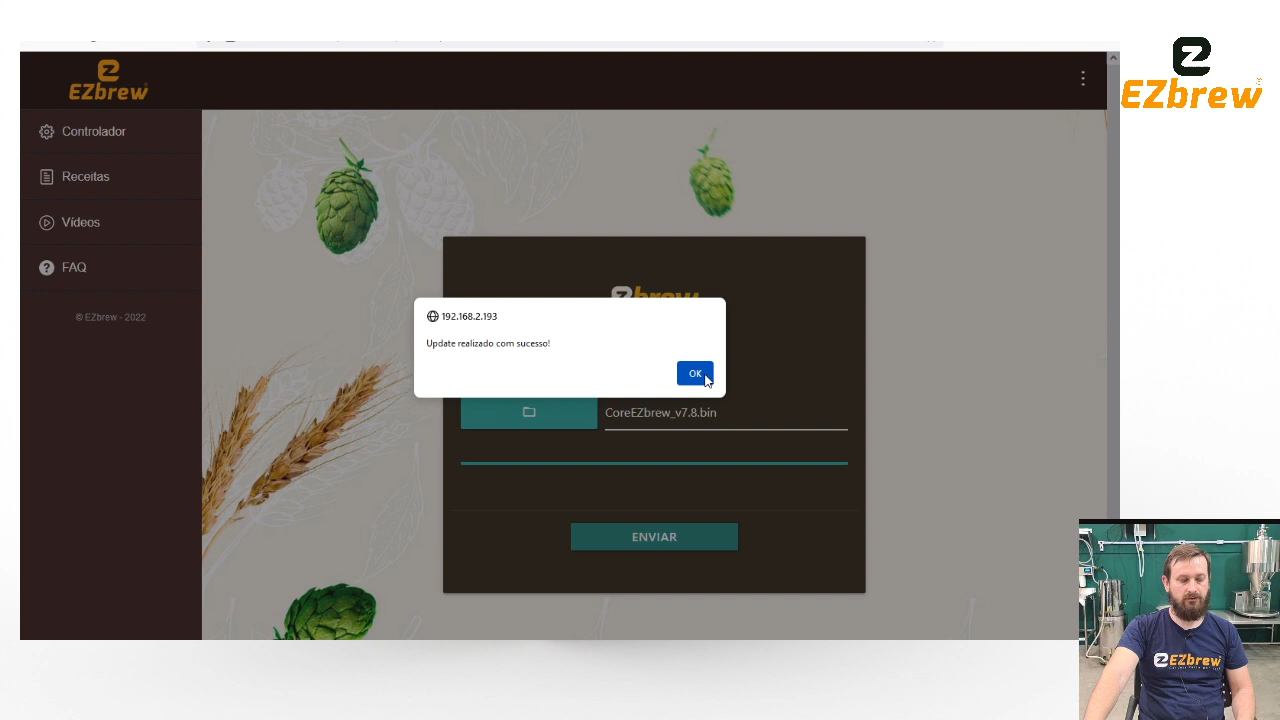 EZbrew
Controlador
Receitas
Vídeos
FAQ
© EZbrew - 2022
192.168.2.193
Update realizado com sucesso!
OK
CoreEZbrew_v7.8.bin
ENVIAR
EZbrew
EZbrew